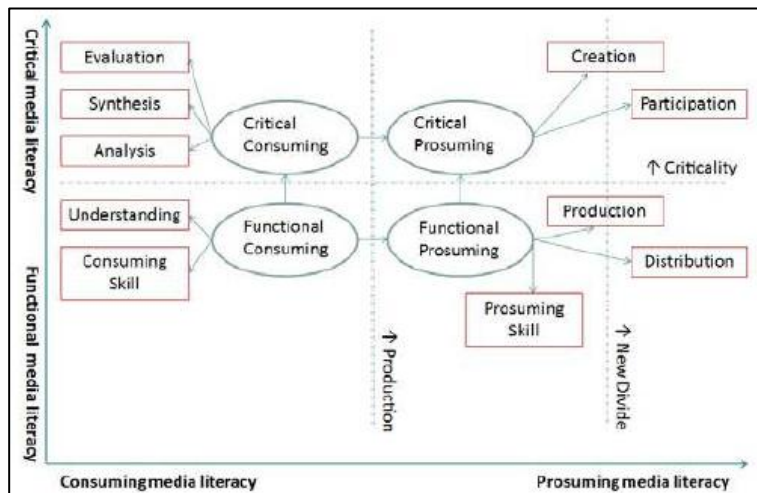 Critical media literacy
Functional media literacy
Evaluation
Synthesis
Analysis
Understanding
Consuming
Skill
Critical
Consuming
Critical
Prosuming
Functional
Consuming
Functional
Prosuming
Creation
Participation
↑ Criticality
Production
Distribution
Prosuming
Skill
↑ Production
↑ New Divide
Consuming media literacy
Prosuming media literacy